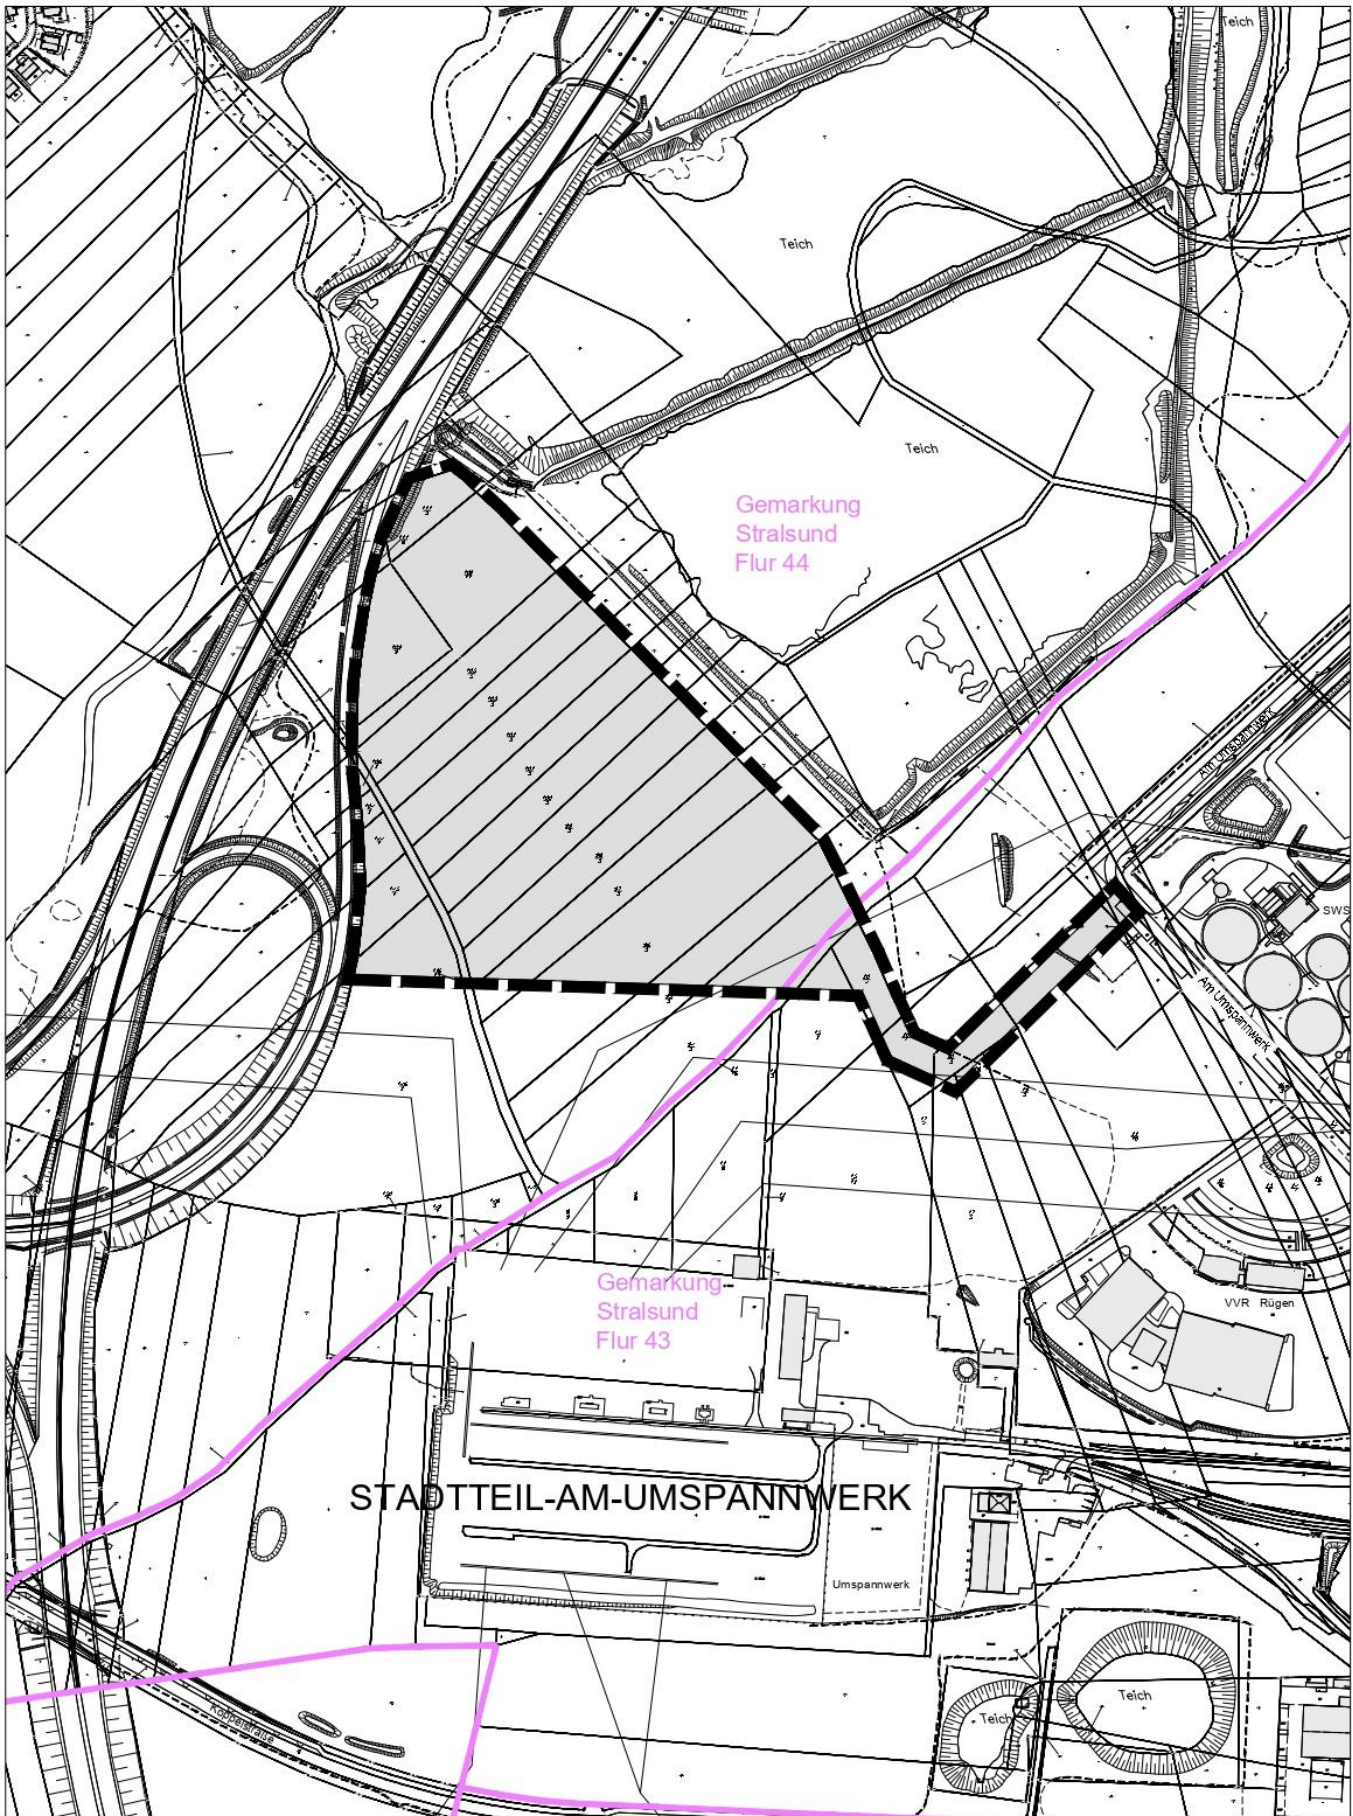 Teich
Teich
Teich
Gemarkung
Stralsund
Flur 44
Am Umspannwerk
SWS
Am Umspannwerk
Gemarkung
Stralsund
Flur 43
VVR Rügen
STADTTEIL-AM-UMSPANNWERK
Umspannwerk
Teich
Teich
Koppelstraße